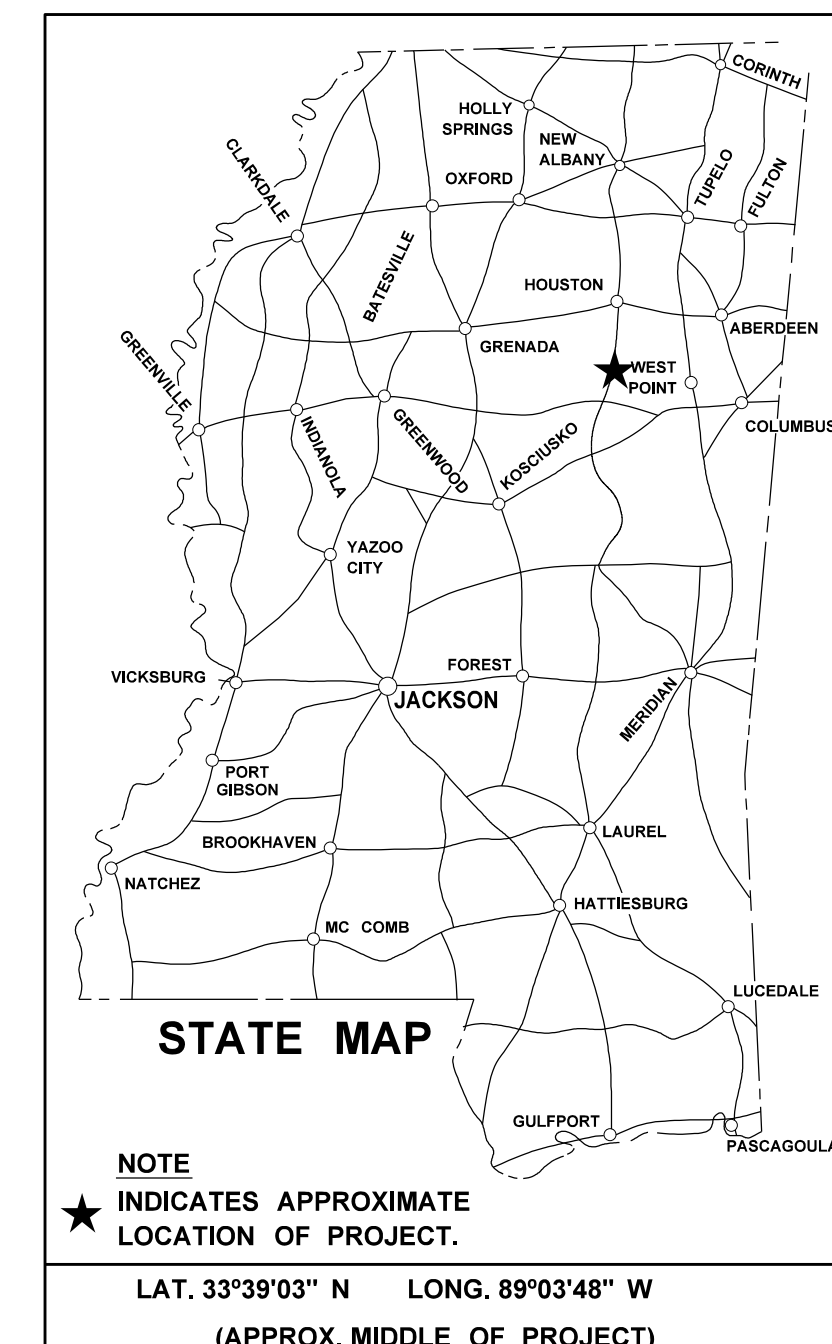 CORINTH
HOLLY
SPRINGS
NEW
ALBANY
CLARKDALE
OXFORD
TUPELO
FULTON
BATESVILLE
HOUSTON
ABERDEEN
GREENVILLE
GRENADA
WEST
POINT
COLUMBUS
INDIANOLA
GREENWOOD
KOSCIUSKO
YAZOO
CITY
VICKSBURG
FOREST
JACKSON
MERIDIAN
PORT
GIBSON
BROOKHAVEN
LAUREL
NATCHEZ
HATTIESBURG
MC COMB
LUCEDALE
STATE MAP
GULFPORT
PASCAGOULA
NOTE
INDICATES APPROXIMATE
LOCATION OF PROJECT.
LAT. 33º39'03" N LONG. 89º03'48" W
(APPROX. MIDDLE OF PROJECT)